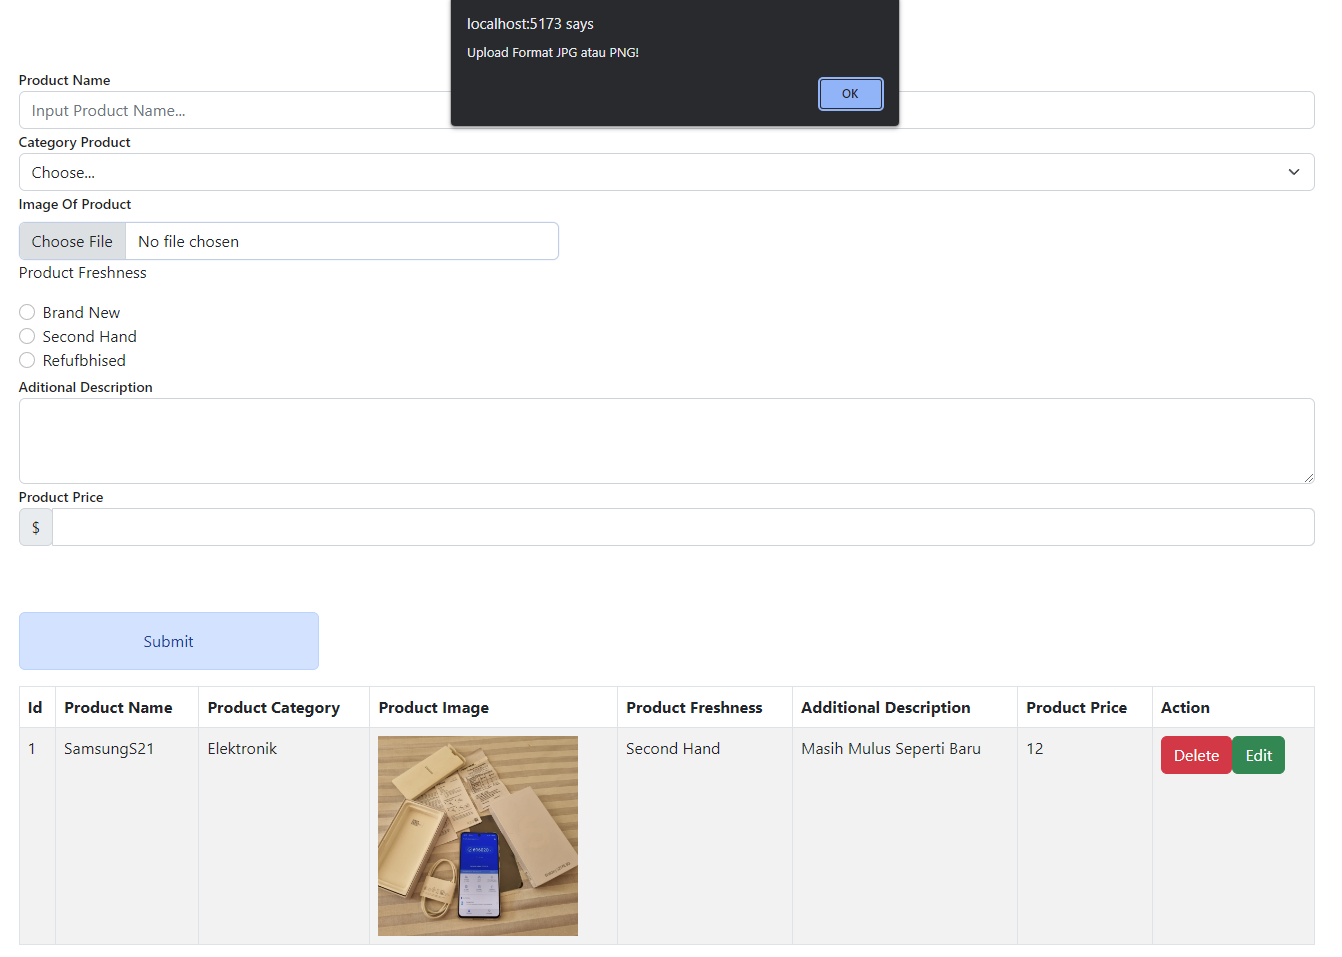 localhost:5173 says
Upload Format JPG atau PNG!
OK
Product Name
Input Product Name...
Category Product
Choose...
Image Of Product
Choose File No file chosen
Product Freshness
Brand New
Second Hand
Refufbhised
Aditional Description
Product Price
$
Submit
Id Product Name Product Category Product Image Product Freshness Additional Description Product Price Action
1 SamsungS21 Elektronik Second Hand Masih Mulus Seperti Baru 12 Delete Edit